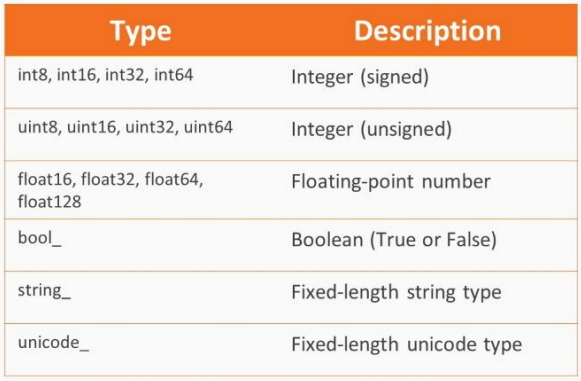 Type Description
int8, int16, int32, int64 Integer (signed)
uint8, uint16, uint32, uint64 Integer (unsigned)
float16, float32, float64, Floating-point number
float128
bool_ Boolean (True or False)
string_ Fixed-length string type
unicode_ Fixed-length unicode type